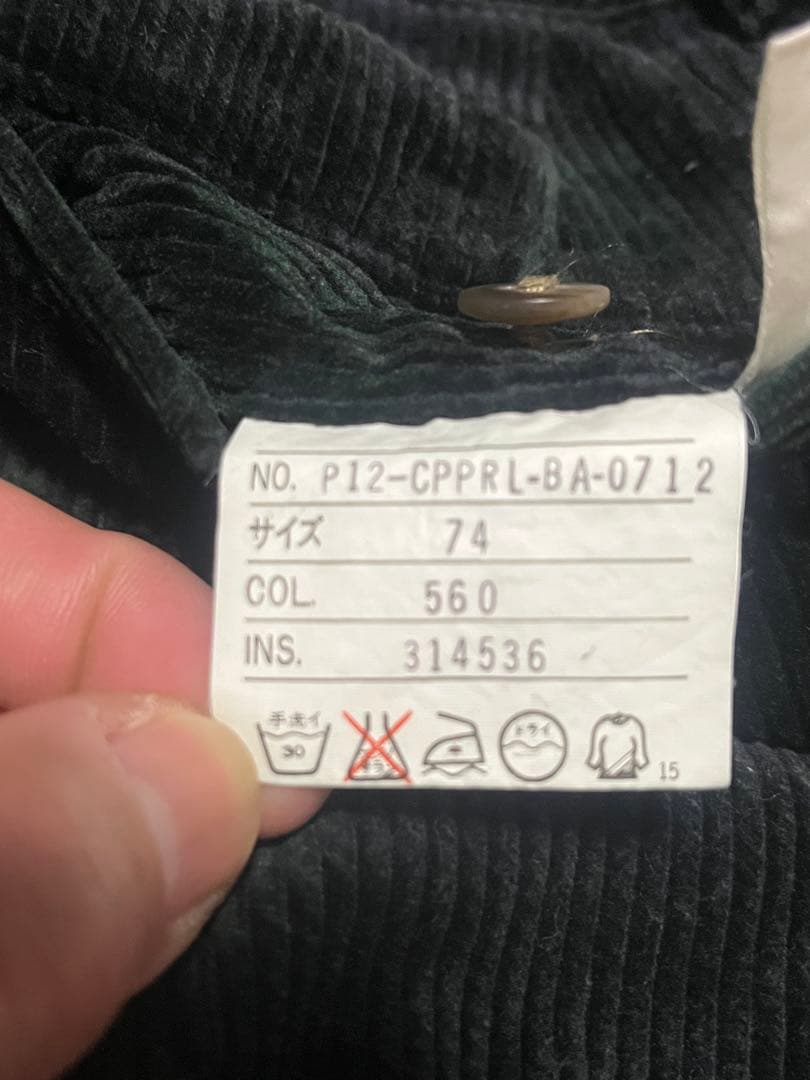 NO. P12-CPPRL-BA-0712
サイズ 74
COL. 560
INS. 314536
手洗イ
30
ドライ
15